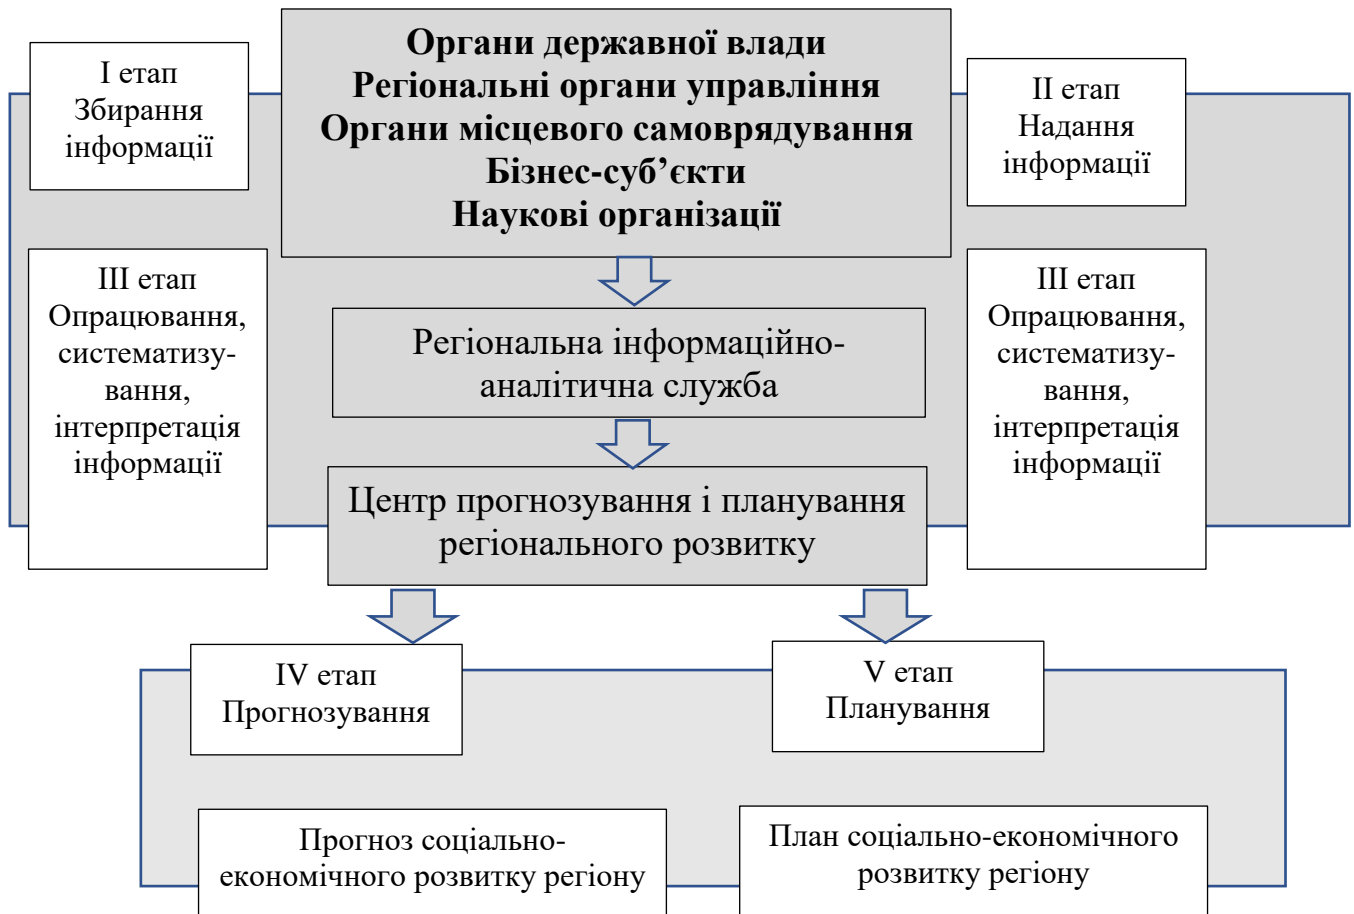 Органи державної влади
Регіональні органи управління
Органи місцевого самоврядування
Бізнес-суб’єкти
Наукові організації
І етап
Збирання
інформації
ІІ етап
Надання
інформації
ІІІ етап
Опрацювання,
систематизу-
вання,
інтерпретація
інформації
Регіональна інформаційно-
аналітична служба
ІІІ етап
Опрацювання,
систематизу-
вання,
інтерпретація
інформації
Центр прогнозування і планування
регіонального розвитку
IV етап
Прогнозування
V етап
Планування
Прогноз соціально-
економічного розвитку регіону
План соціально-економічного
розвитку регіону